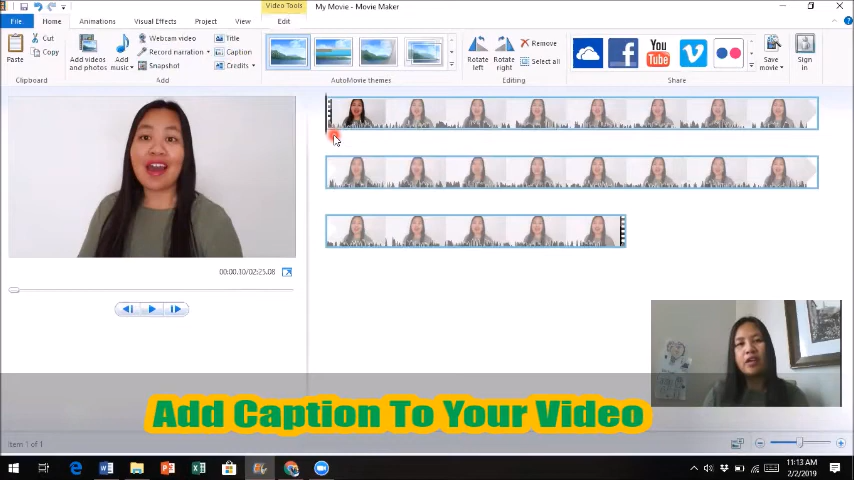 Video Tools
My Movie - Movie Maker
File Home Animations Visual Effects Project View Edit
Paste
Cut
Copy
Clipboard
Add videos and photos
Add music
Webcam video
Record narration
Snapshot
Title
Caption
Credits
Add
AutoMovie themes
Rotate left
Rotate right
Remove
Select all
Editing
You Tube
Share
Save movie
Sign in
00:00.10/02:25.08
Add Caption To Your Video
Item 1 of 1
11:13 AM
2/2/2019